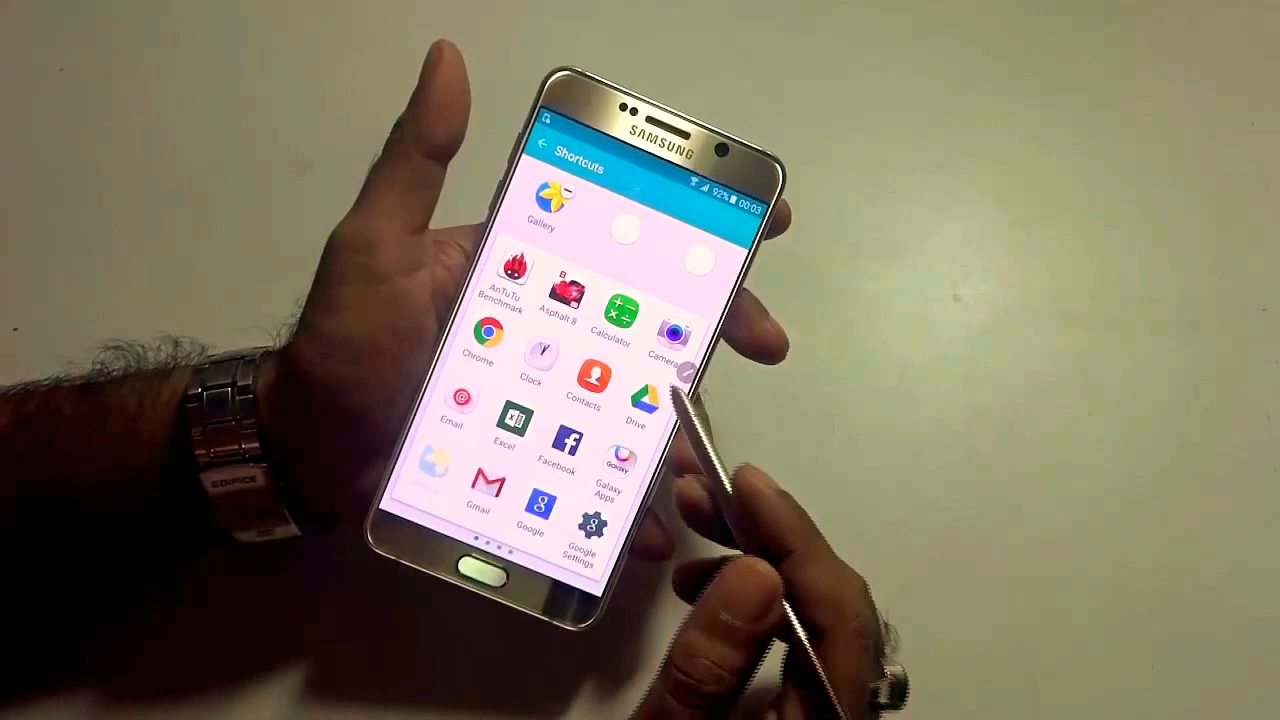 SAMSUNG
Shortcuts
92% 00:03
Gallery
AnTuTu
Benchmark
Asphalt 8
Calculator
Camera
Chrome
Clock
Contacts
Drive
Email
Excel
Facebook
GALAXY
Galaxy
Apps
Gmail
Google
Google
Settings
EDIFICE